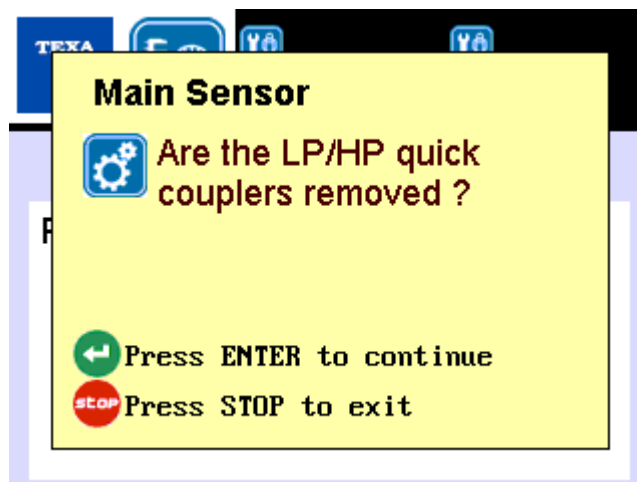 TEXA
Main Sensor
Are the LP/HP quick
couplers removed ?
Press ENTER to continue
stop Press STOP to exit